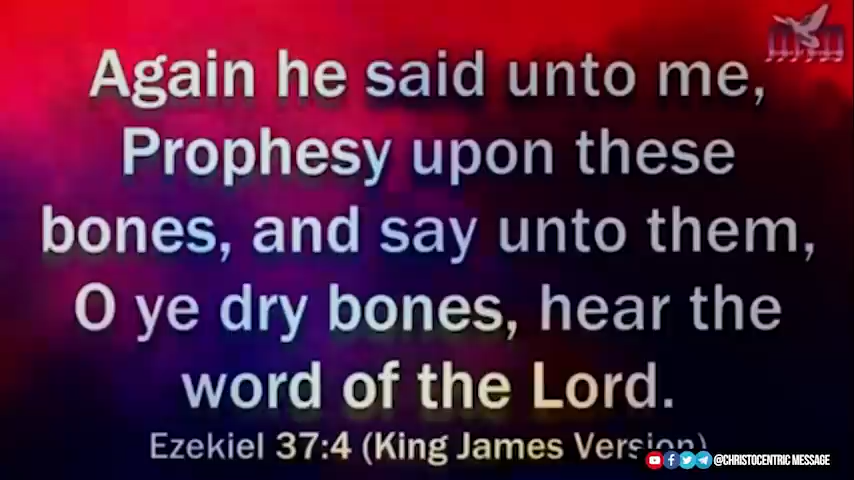 Again he said unto me,
Prophesy upon these
bones, and say unto them,
O ye dry bones, hear the
word of the Lord.
Ezekiel 37:4 (King James Version)
@CHRISTOCENTRIC MESSAGE